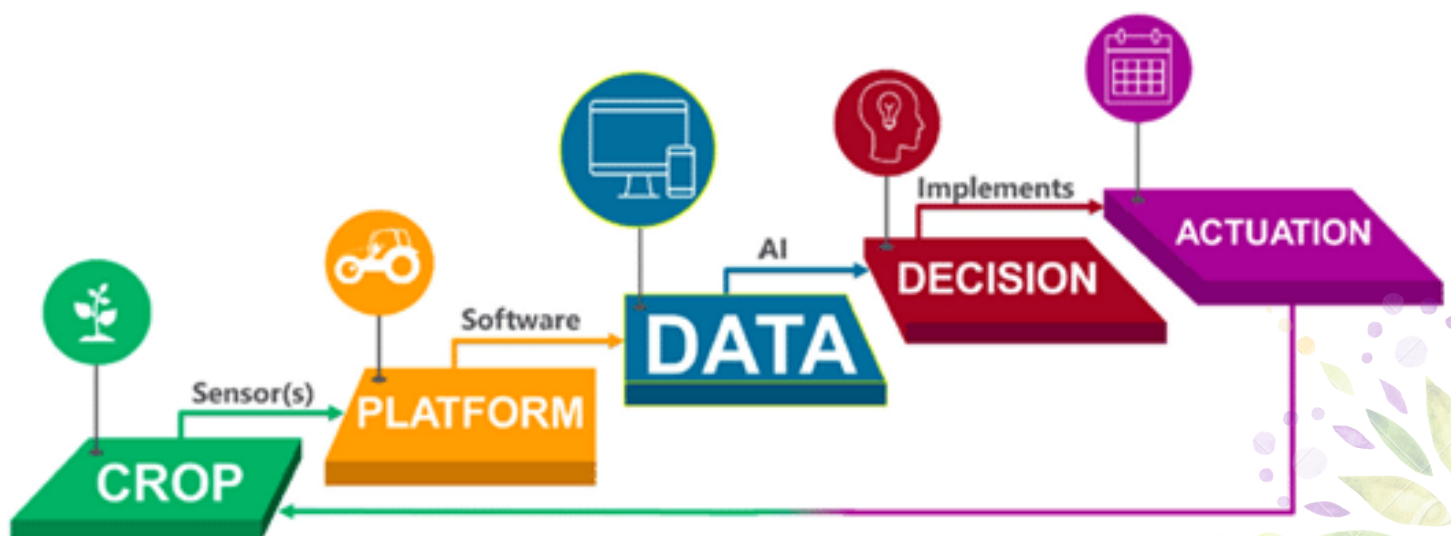 CROP
Sensor(s)
PLATFORM
Software
DATA
AI
DECISION
Implements
ACTUATION